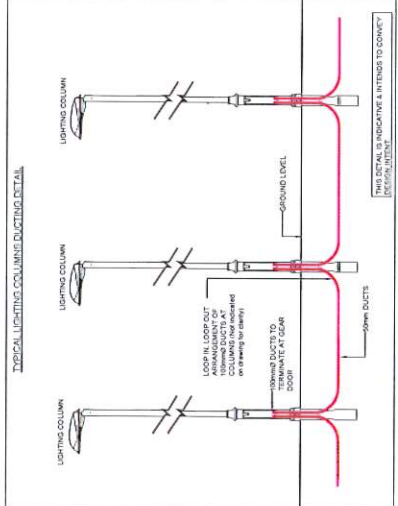 TYPICAL LIGHTING COLUMNS DUCTING DETAIL
LIGHTING COLUMN
LIGHTING COLUMN
LIGHTING COLUMN
GROUND LEVEL
LOOP IN, LOOP OUT
ARRANGEMENT OF
100mmØ DUCTS AT
COLUMNS (Not indicated
on drawing for clarity)
100mmØ DUCTS TO
TERMINATE AT GEAR
DOOR
50mm DUCTS
THIS DETAIL IS INDICATIVE & INTENDS TO CONVEY
DESIGN INTENT